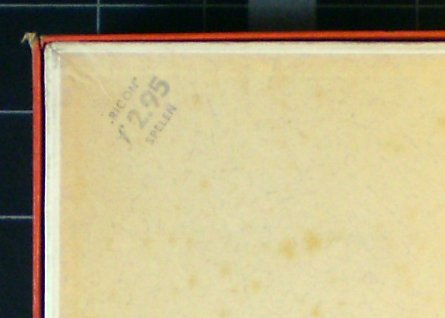 "RICON"
f 2.95
SPELEN